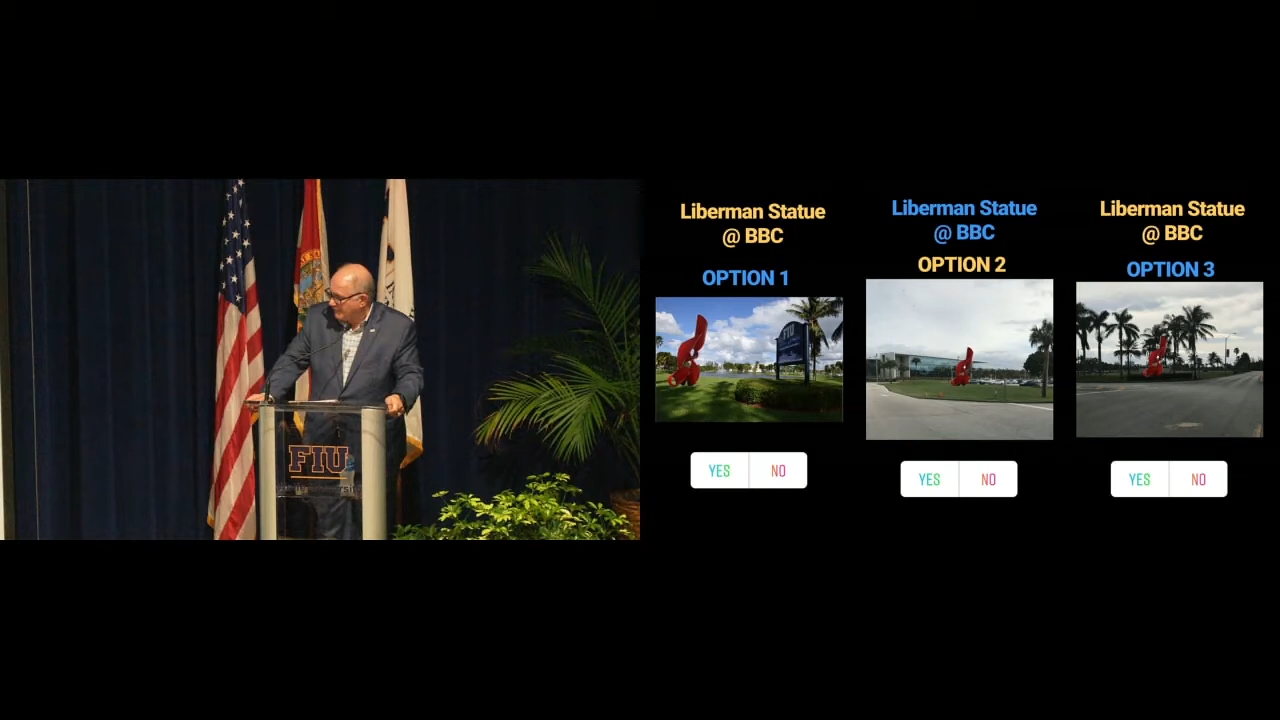 FIU
Liberman Statue
@ BBC
OPTION 1
FIU
YES NO
Liberman Statue
@ BBC
OPTION 2
YES NO
Liberman Statue
@ BBC
OPTION 3
YES NO